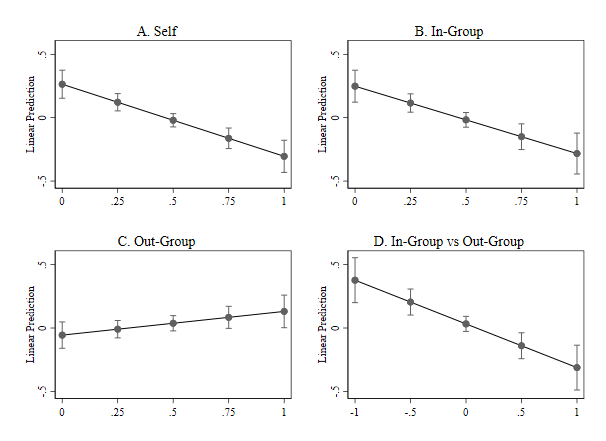 A. Self
Linear Prediction
.5
0
-.5
0 .25 .5 .75 1
B. In-Group
Linear Prediction
.5
0
-.5
0 .25 .5 .75 1
C. Out-Group
Linear Prediction
.5
0
-.5
0 .25 .5 .75 1
D. In-Group vs Out-Group
Linear Prediction
.5
0
-.5
-1 -.5 0 .5 1